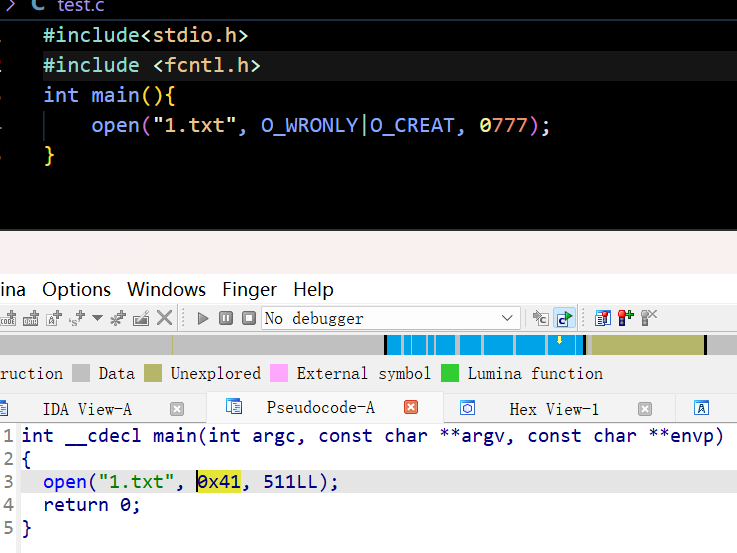 test.c
#include<stdio.h>
#include <fcntl.h>
int main(){
open("1.txt", O_WRONLY|O_CREAT, 0777);
}
ina Options Windows Finger Help
No debugger
ruction Data Unexplored External symbol Lumina function
IDA View-A Pseudocode-A Hex View-1
1 int __cdecl main(int argc, const char **argv, const char **envp)
2 {
3 open("1.txt", 0x41, 511LL);
4 return 0;
5 }